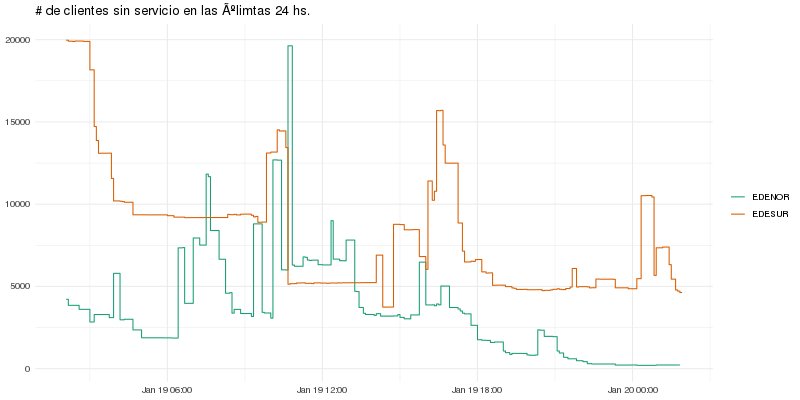 # de clientes sin servicio en las Ãºlimtas 24 hs.
20000
15000
10000
5000
0
Jan 19 06:00
Jan 19 12:00
Jan 19 18:00
Jan 20 00:00
EDENOR
EDESUR